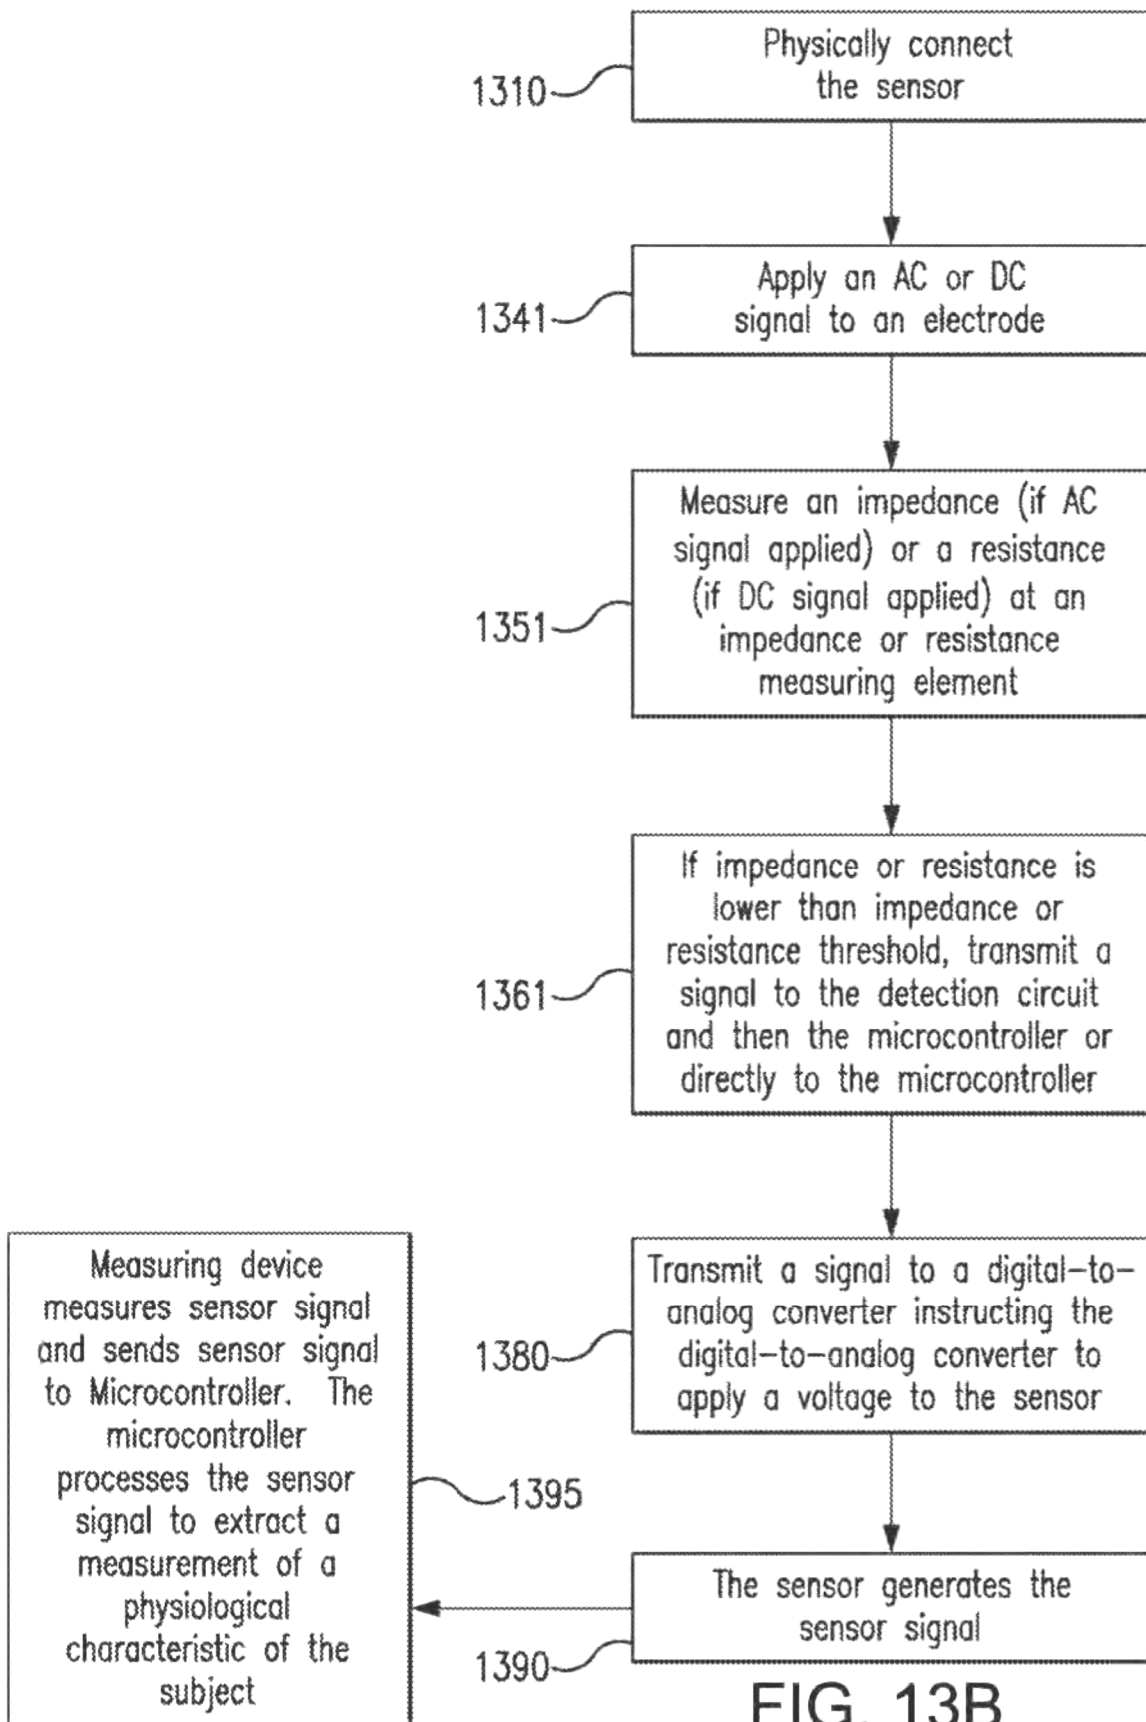 Physically connect
the sensor
1310
Apply an AC or DC
signal to an electrode
1341
Measure an impedance (if AC
signal applied) or a resistance
(if DC signal applied) at an
impedance or resistance
measuring element
1351
If impedance or resistance is
lower than impedance or
resistance threshold, transmit a
signal to the detection circuit
and then the microcontroller or
directly to the microcontroller
1361
Transmit a signal to a digital-to-
analog converter instructing the
digital-to-analog converter to
apply a voltage to the sensor
1380
The sensor generates the
sensor signal
1390
Measuring device
measures sensor signal
and sends sensor signal
to Microcontroller. The
microcontroller
processes the sensor
signal to extract a
measurement of a
physiological
characteristic of the
subject
1395
FIG. 13B